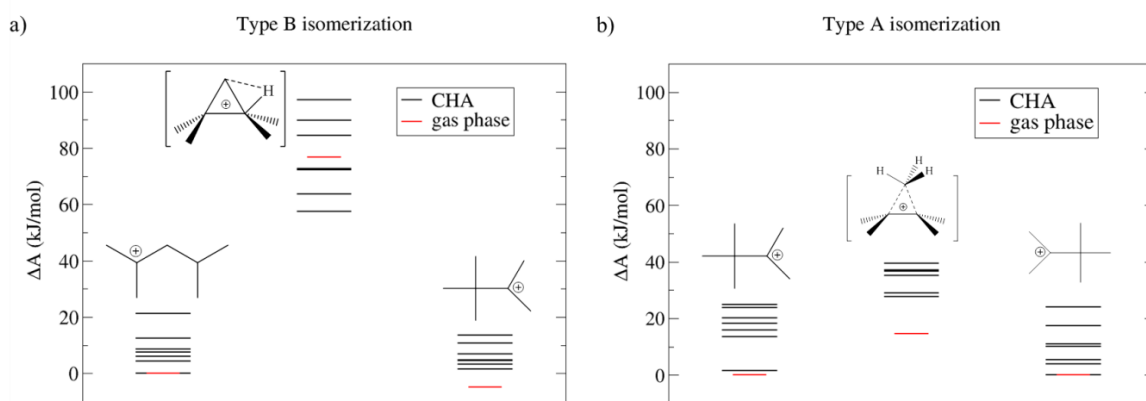 a)
Type B isomerization
ΔA (kJ/mol)
100
80
60
40
20
0
H
⊕
CHA
gas phase
⊕
⊕
b)
Type A isomerization
ΔA (kJ/mol)
100
80
60
40
20
0
CHA
gas phase
H
H
H
⊕
⊕
⊕